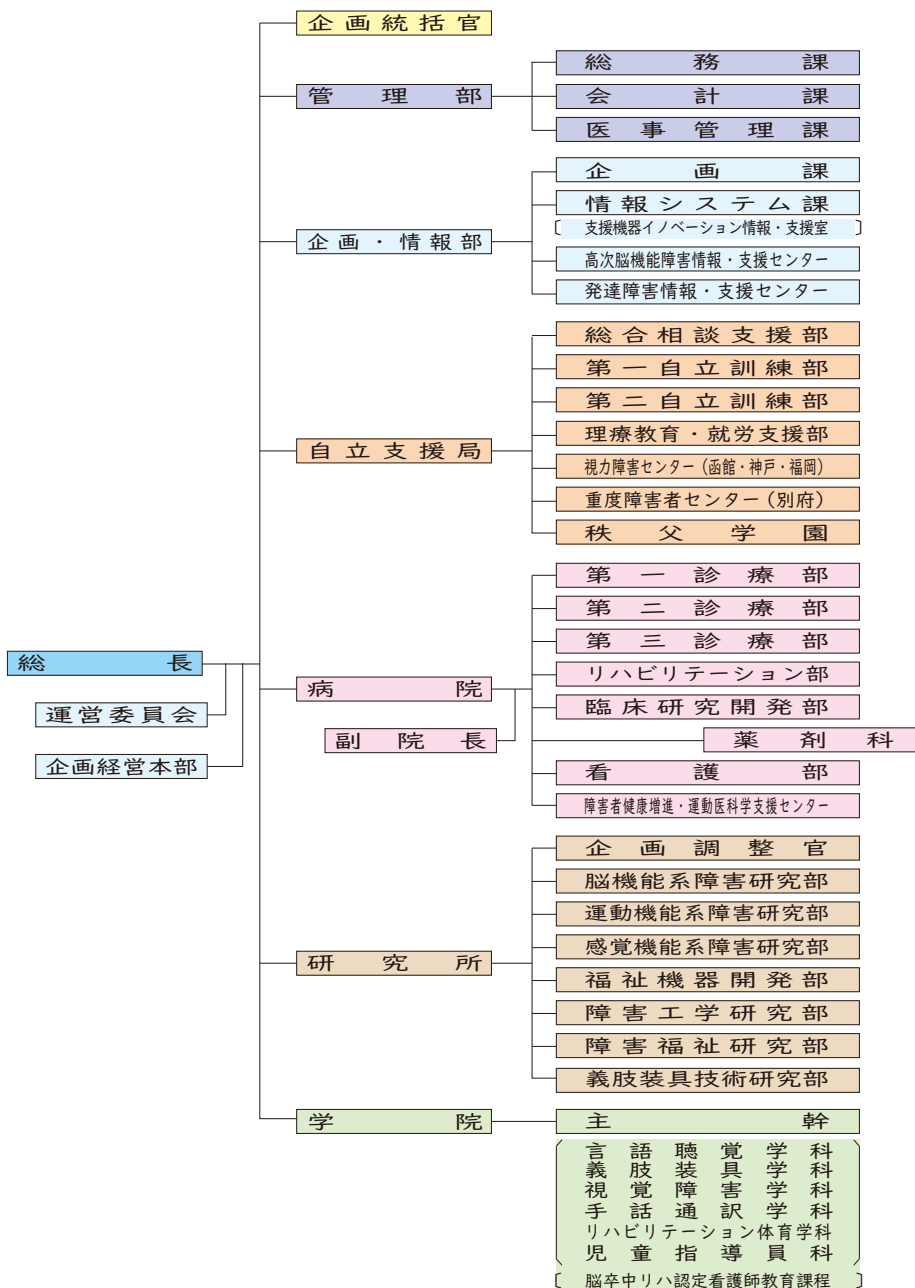 企画統括官
管理部
総務課
会計課
医事管理課
企画・情報部
企画課
情報システム課
〔 支援機器イノベーション情報・支援室 〕
高次脳機能障害情報・支援センター
発達障害情報・支援センター
自立支援局
総合相談支援部
第一自立訓練部
第二自立訓練部
理療教育・就労支援部
視力障害センター（函館・神戸・福岡）
重度障害者センター（別府）
秩父学園
総長
運営委員会
企画経営本部
病院
副院長
第一診療部
第二診療部
第三診療部
リハビリテーション部
臨床研究開発部
薬剤科
看護部
障害者健康増進・運動医科学支援センター
研究所
企画調整官
脳機能系障害研究部
運動機能系障害研究部
感覚機能系障害研究部
福祉機器開発部
障害工学研究部
障害福祉研究部
義肢装具技術研究部
学院
主幹
言語聴覚学科
義肢装具学科
視覚障害学科
手話通訳学科
リハビリテーション体育学科
児童指導員科
〔 脳卒中リハ認定看護師教育課程 〕